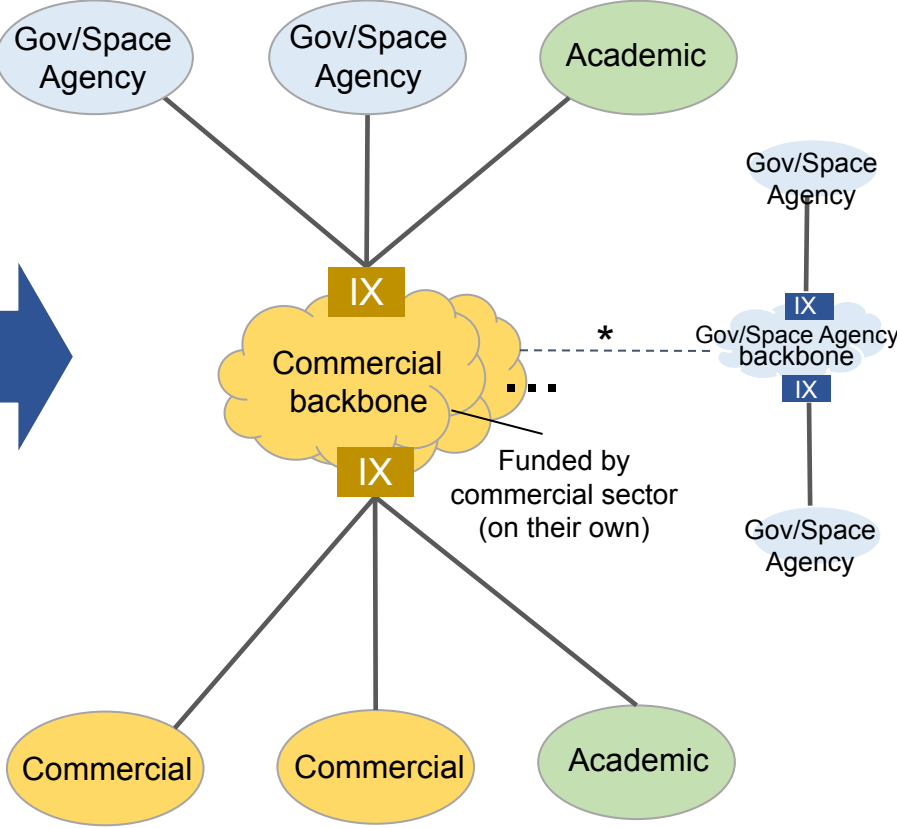 Gov/Space
Agency
Gov/Space
Agency
Academic
Gov/Space
Agency
IX
Commercial
backbone
...
*
IX
Gov/Space Agency
backbone
IX
IX
Funded by
commercial sector
(on their own)
Gov/Space
Agency
Commercial
Commercial
Academic